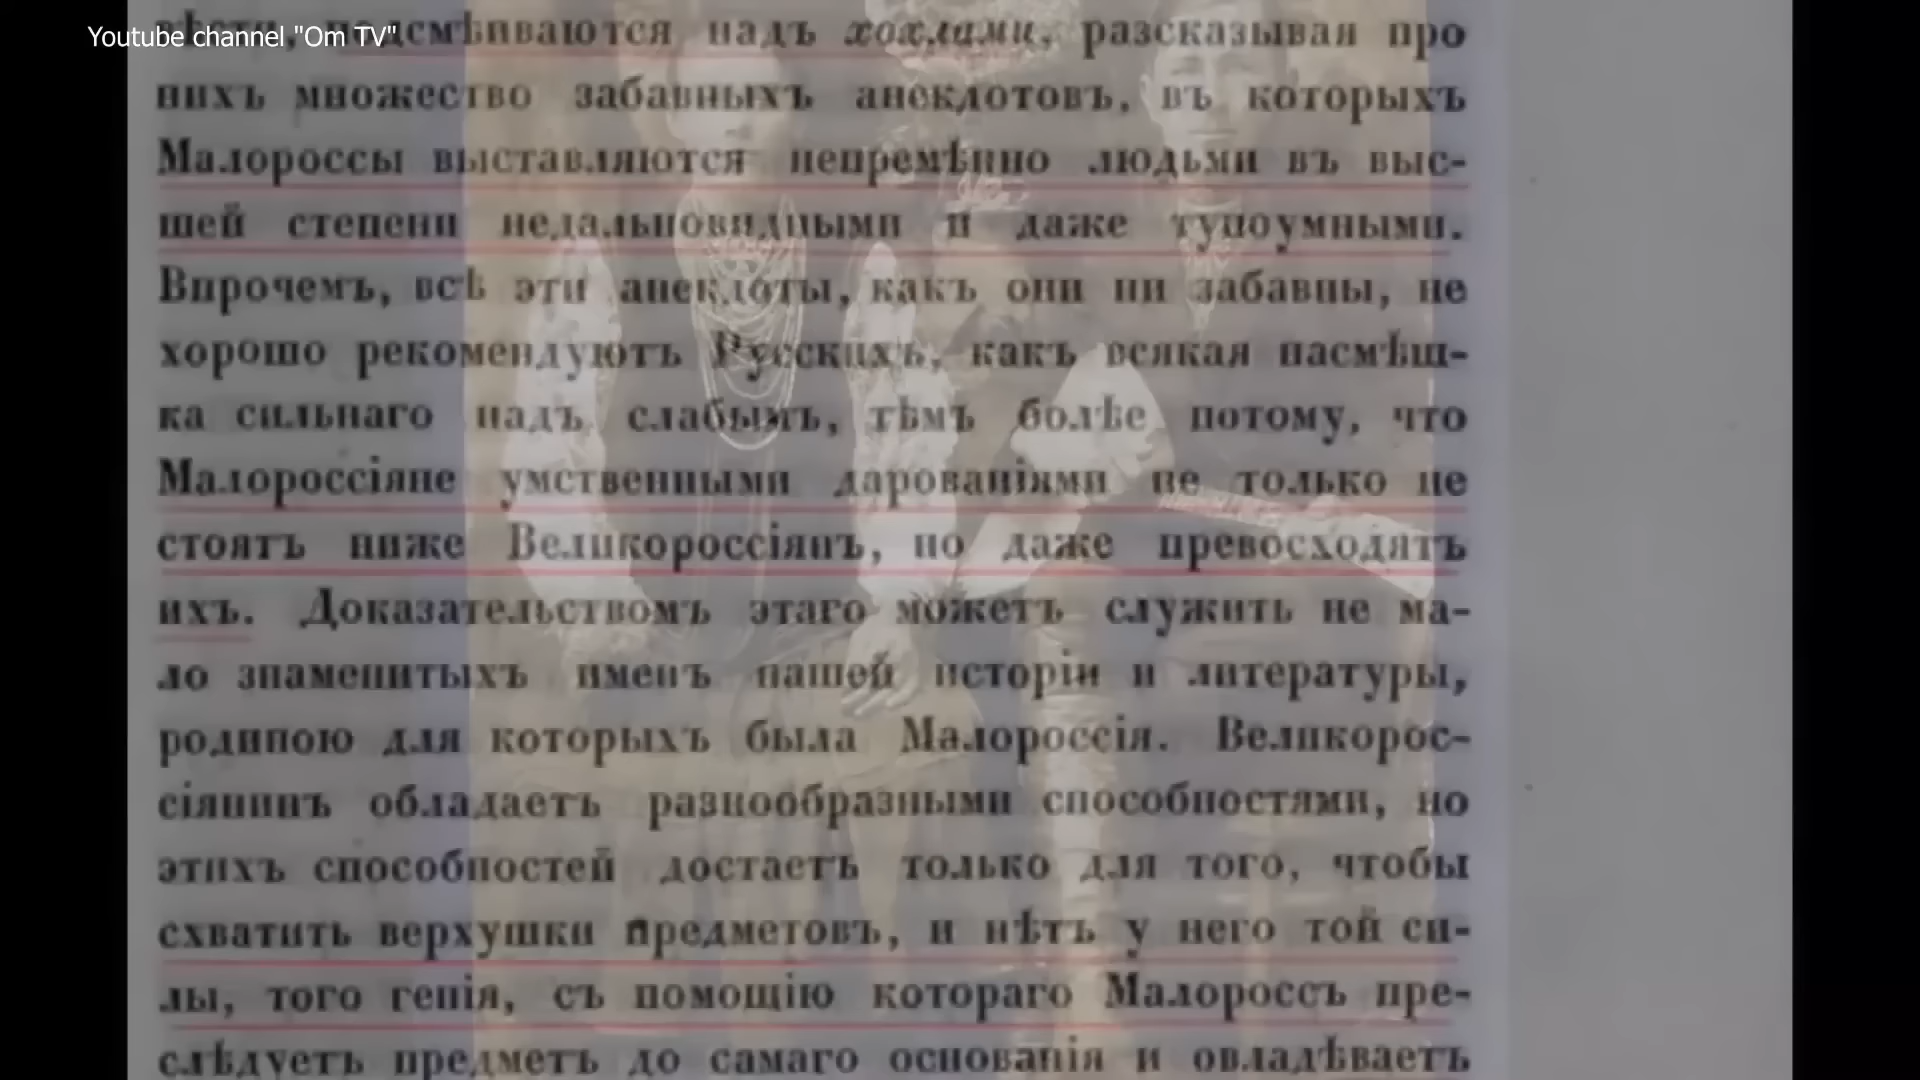 Youtube channel "Om TV"
подсмѣиваются надъ хохлами, разсказывая про
нихъ множество забавныхъ анекдотовъ, въ которыхъ
Малороссы выставляются непремѣнно людьми въ выс-
шей степени недальновидными и даже тупоумными.
Впрочемъ, всѣ эти анекдоты, какъ они ни забавны, не
хорошо рекомендуютъ Русскихъ, какъ всякая насмѣш-
ка сильнаго надъ слабымъ, тѣмъ болѣе потому, что
Малороссіяне умственными дарованіями не только не
стоятъ ниже Великороссіянъ, но даже превосходятъ
ихъ. Доказательствомъ этаго можетъ служить не ма-
ло знаменитыхъ именъ нашей исторіи и литературы,
родиною для которыхъ была Малороссія. Великорос-
сіянинъ обладаетъ разнообразными способностями, но
этихъ способностей достаетъ только для того, чтобы
схватить верхушки предметовъ, и нѣтъ у него той си-
лы, того генія, съ помощію котораго Малороссъ пре-
слѣдуетъ предметъ до самаго основанія и овладѣваетъ